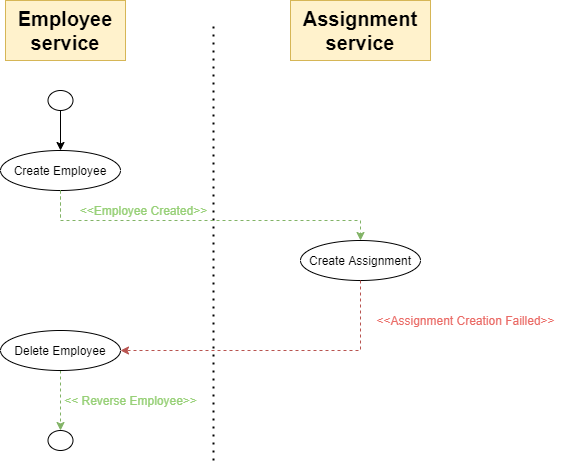 Employee
service
Assignment
service
Create Employee
<<Employee Created>>
Create Assignment
<<Assignment Creation Failled>>
Delete Employee
<< Reverse Employee>>